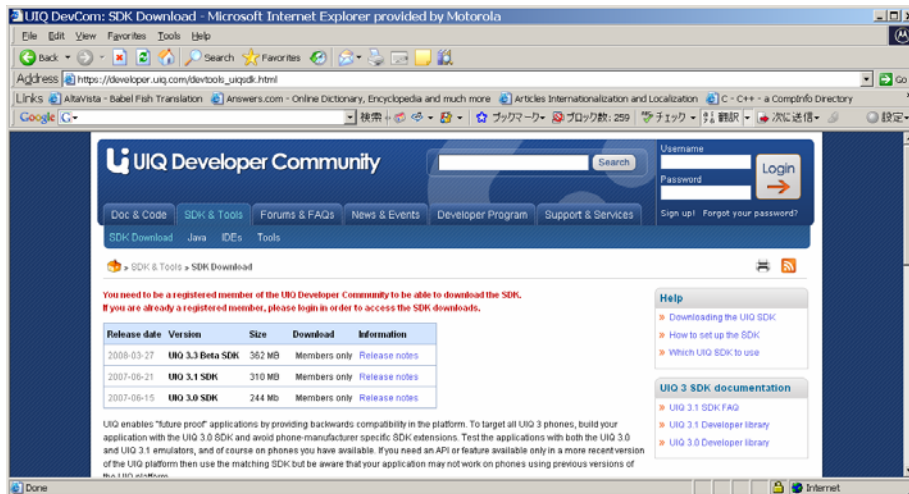 UIQ DevCom: SDK Download - Microsoft Internet Explorer provided by Motorola
File Edit View Favorites Tools Help
Back Search Favorites
Address https://developer.uiq.com/devtools_uiqsdk.html Go
Links AltaVista - Babel Fish Translation Answers.com - Online Dictionary, Encyclopedia and much more Articles Internationalization and Localization C - C++ - a CompInfo Directory
Google G 検索 ブックマーク ブロック数: 259 チェック 翻訳 次に送信 設定
UIQ Developer Community
Search
Username
Password
Login
Sign up! Forgot your password?
Doc & Code SDK & Tools Forums & FAQs News & Events Developer Program Support & Services
SDK Download Java IDEs Tools
» SDK & Tools » SDK Download
You need to be a registered member of the UIQ Developer Community to be able to download the SDK.
If you are already a registered member, please login in order to access the SDK downloads.
Release date Version Size Download Information
2008-03-27 UIQ 3.3 Beta SDK 362 MB Members only Release notes
2007-06-21 UIQ 3.1 SDK 310 MB Members only Release notes
2007-06-15 UIQ 3.0 SDK 244 Mb Members only Release notes
UIQ enables "future proof" applications by providing backwards compatibility in the platform. To target all UIQ 3 phones, build your
application with the UIQ 3.0 SDK and avoid phone-manufacturer specific SDK extensions. Test the applications with both the UIQ 3.0
and UIQ 3.1 emulators, and of course on phones you have available. If you need an API or feature available only in a more recent version
of the UIQ platform then use the matching SDK but be aware that your application may not work on phones using previous versions of
the UIQ platform.
Help
» Downloading the UIQ SDK
» How to set up the SDK
» Which UIQ SDK to use
UIQ 3 SDK documentation
» UIQ 3.1 SDK FAQ
» UIQ 3.1 Developer library
» UIQ 3.0 Developer library
Done Internet